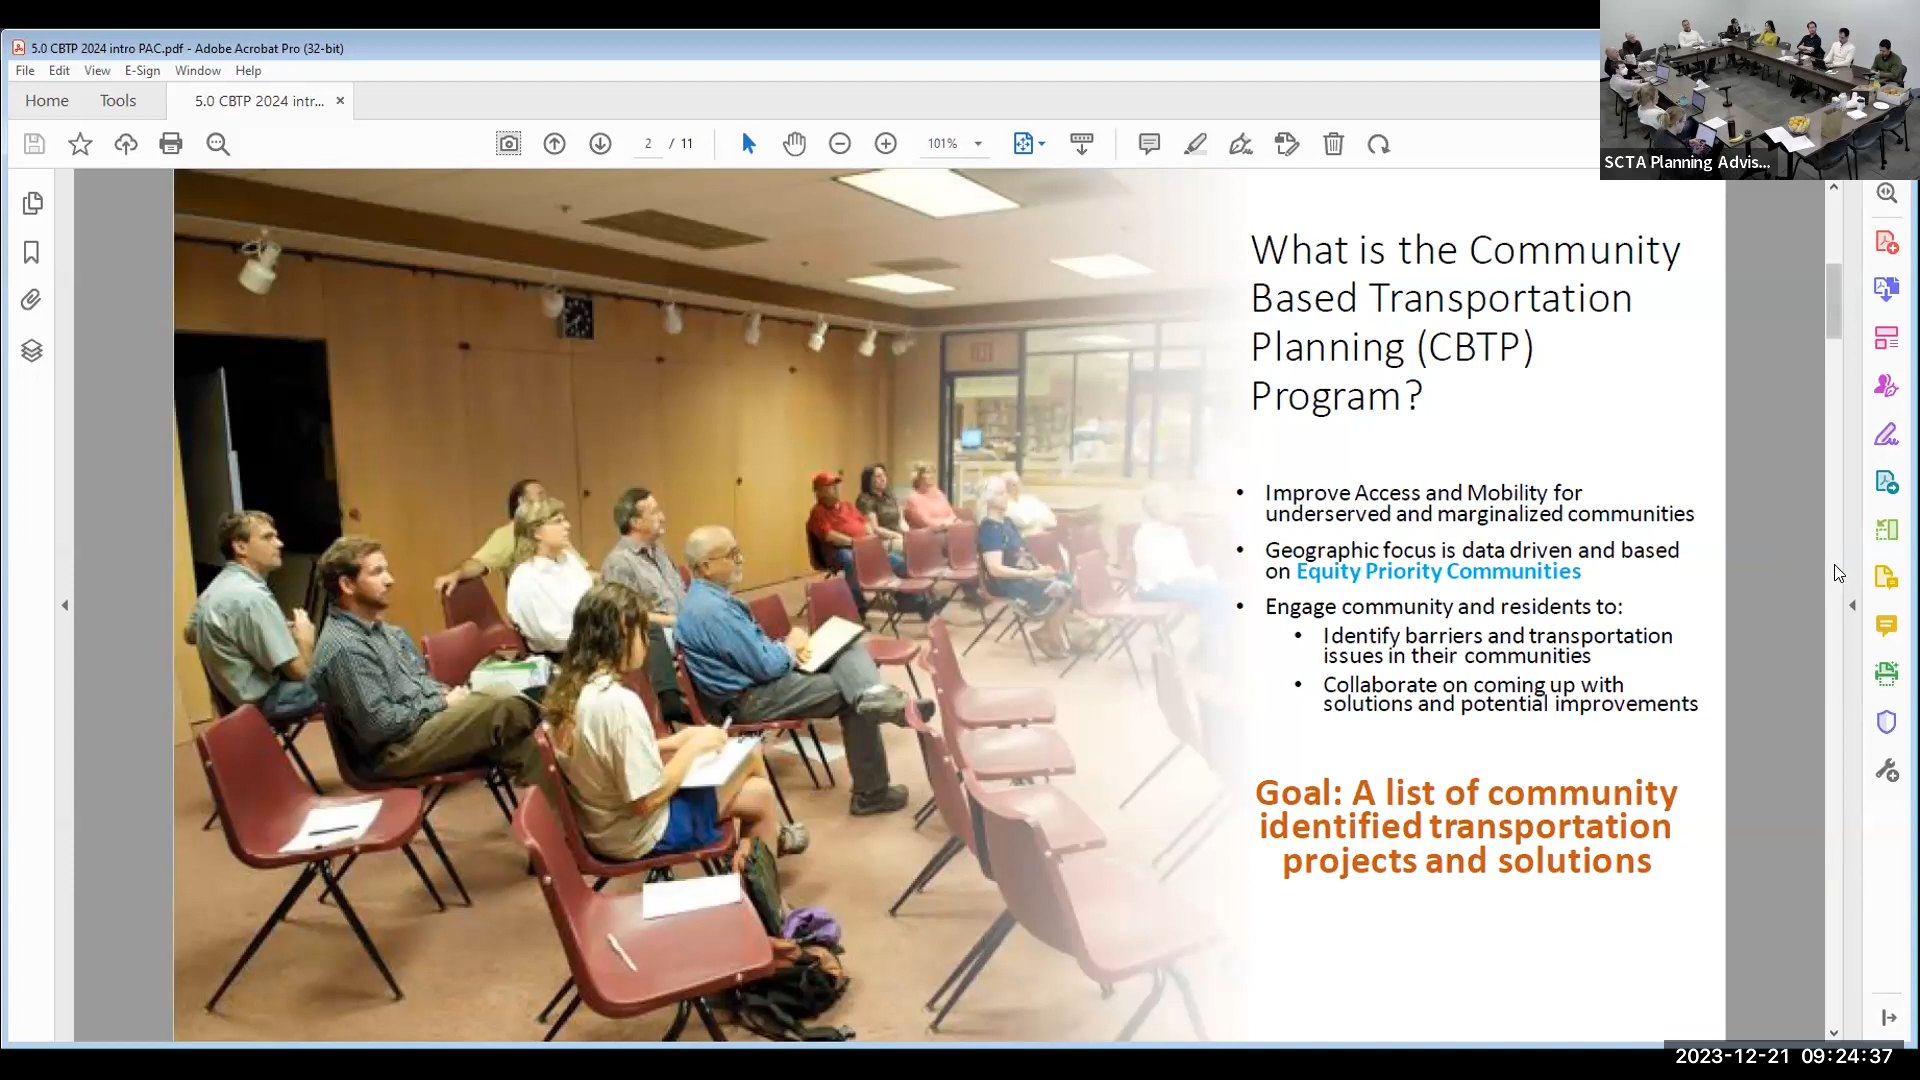 5.0 CBTP 2024 intro PAC.pdf - Adobe Acrobat Pro (32-bit)
File Edit View E-Sign Window Help
Home Tools 5.0 CBTP 2024 intr... ×
2 / 11 101%
SCTA Planning Advis...
What is the Community
Based Transportation
Planning (CBTP)
Program?
• Improve Access and Mobility for
underserved and marginalized communities
• Geographic focus is data driven and based
on Equity Priority Communities
• Engage community and residents to:
• Identify barriers and transportation
issues in their communities
• Collaborate on coming up with
solutions and potential improvements
Goal: A list of community
identified transportation
projects and solutions
2023-12-21 09:24:37